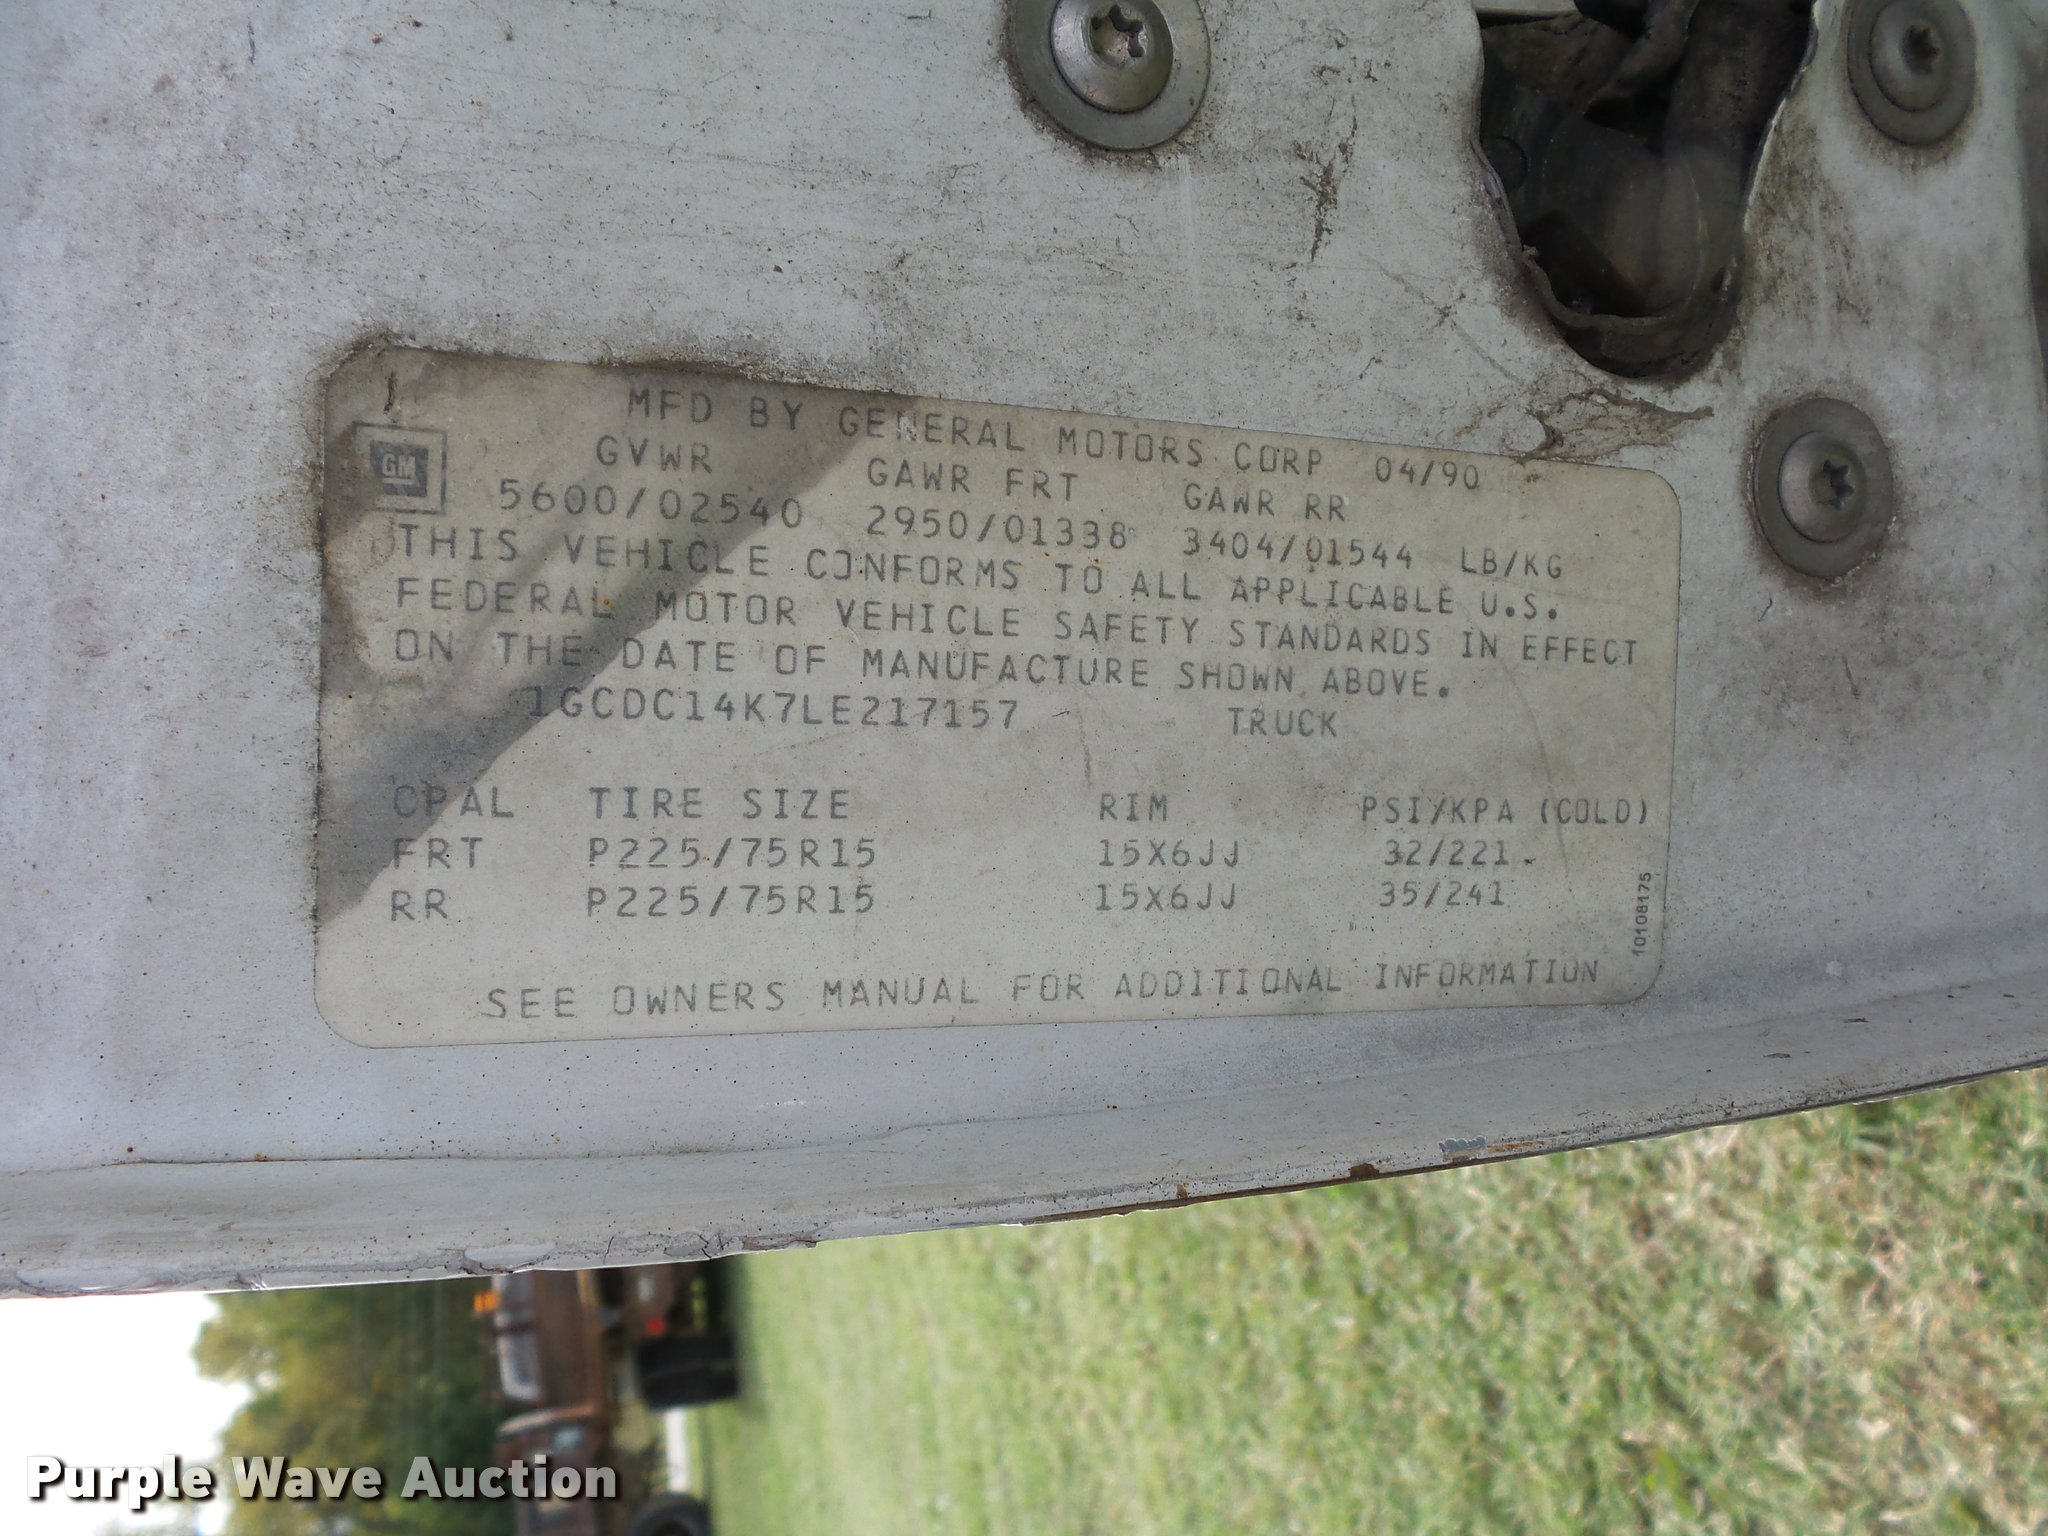 MFD BY GENERAL MOTORS CORP 04/90
GM
GVWR GAWR FRT GAWR RR
5600/02540 2950/01338 3404/01544 LB/KG
THIS VEHICLE CONFORMS TO ALL APPLICABLE U.S.
FEDERAL MOTOR VEHICLE SAFETY STANDARDS IN EFFECT
ON THE DATE OF MANUFACTURE SHOWN ABOVE.
1GCDC14K7LE217157 TRUCK
CPAL TIRE SIZE RIM PSI/KPA (COLD)
FRT P225/75R15 15X6JJ 32/221
RR P225/75R15 15X6JJ 35/241
10108175
SEE OWNERS MANUAL FOR ADDITIONAL INFORMATION
Purple Wave Auction